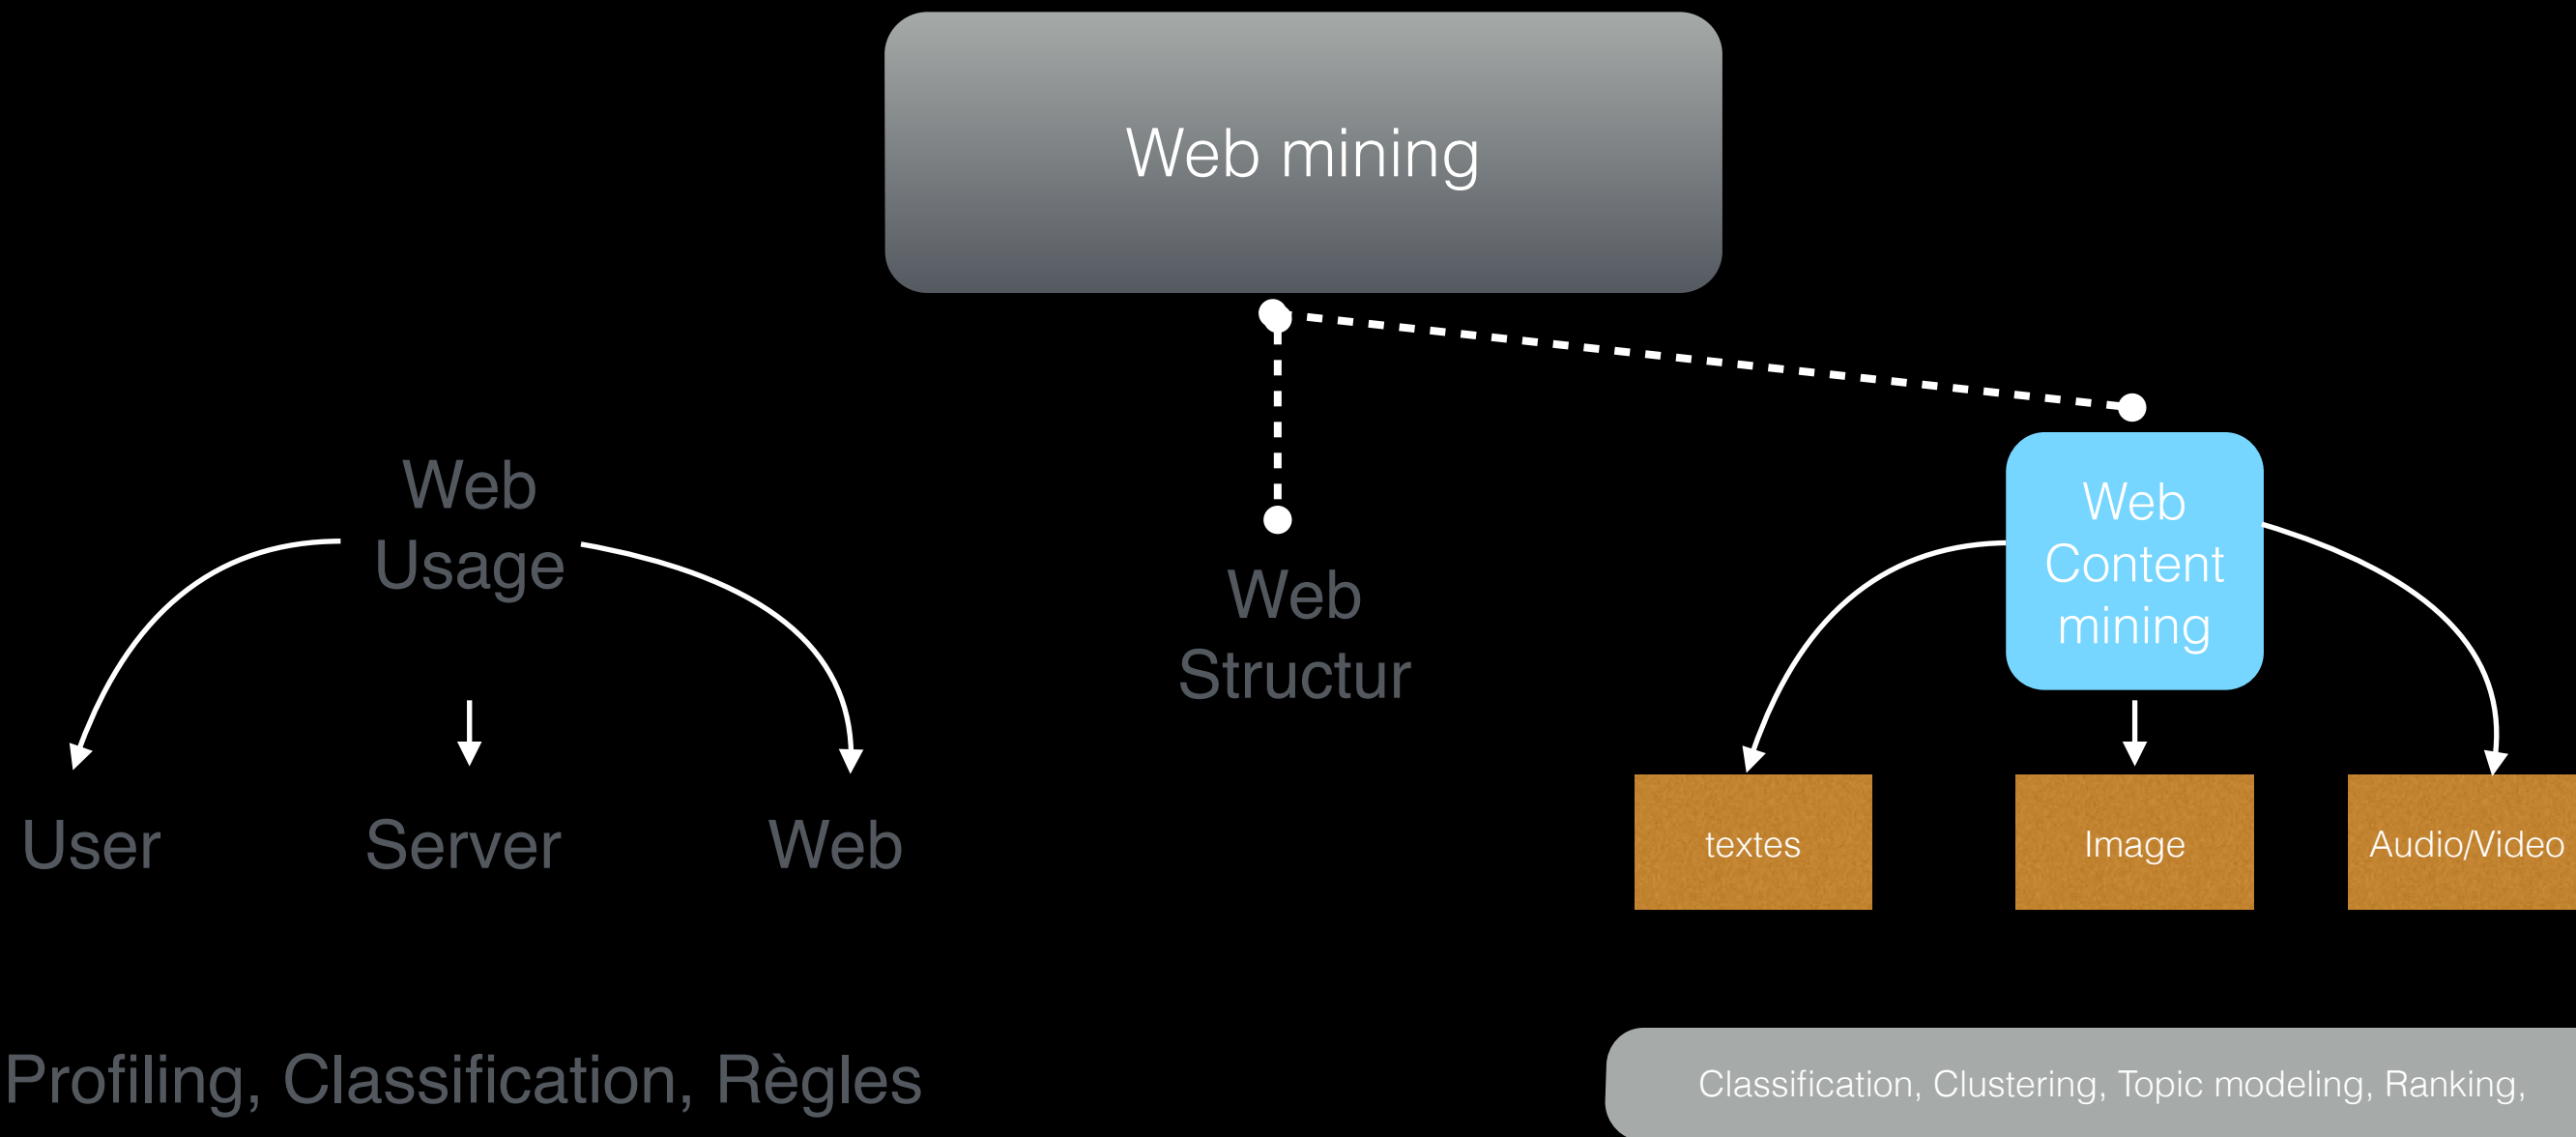 Web mining
Web
Usage
Web
Structur
Web
Content
mining
User
Server
Web
textes
Image
Audio/Video
Profiling, Classification, Règles
Classification, Clustering, Topic modeling, Ranking,